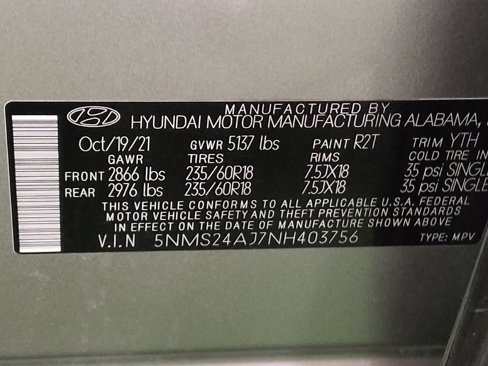 MANUFACTURED BY
HYUNDAI MOTOR MANUFACTURING ALABAMA,
Oct/19/21 GVWR 5137 lbs PAINT R2T TRIM YTH
GAWR TIRES RIMS COLD TIRE IN
FRONT 2866 lbs 235/60R18 7.5JX18 35 psi SINGLE
REAR 2976 lbs 235/60R18 7.5JX18 35 psi SINGLE
THIS VEHICLE CONFORMS TO ALL APPLICABLE U.S.A. FEDERAL
MOTOR VEHICLE SAFETY AND THEFT PREVENTION STANDARDS
IN EFFECT ON THE DATE OF MANUFACTURE SHOWN ABOVE
V.I.N 5NMS24AJ7NH403756 TYPE: MPV